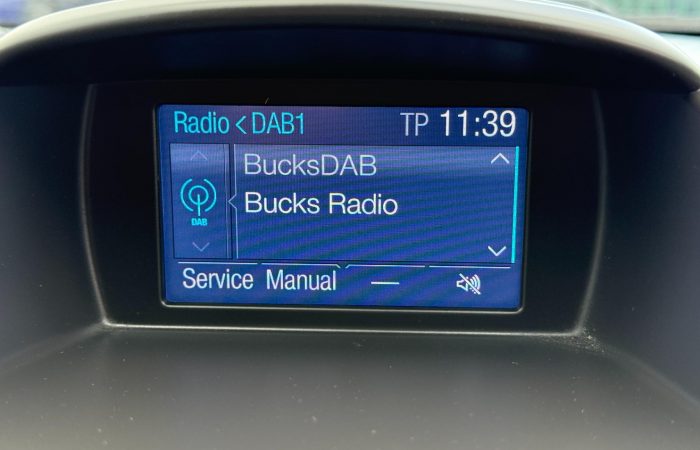 Radio < DAB1 TP 11:39
BucksDAB
DAB
Bucks Radio
Service Manual —